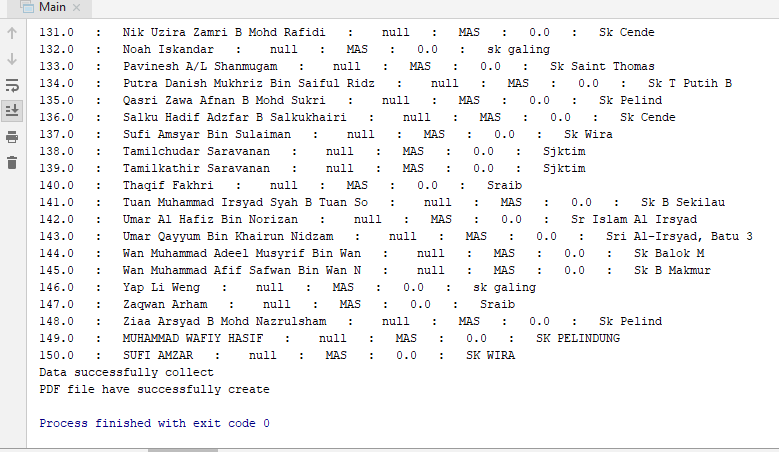 Main
131.0 : Nik Uzira Zamri B Mohd Rafidi : null : MAS : 0.0 : Sk Cende
132.0 : Noah Iskandar : null : MAS : 0.0 : sk galing
133.0 : Pavinesh A/L Shanmugam : null : MAS : 0.0 : Sk Saint Thomas
134.0 : Putra Danish Mukhriz Bin Saiful Ridz : null : MAS : 0.0 : Sk T Putih B
135.0 : Qasri Zawa Afnan B Mohd Sukri : null : MAS : 0.0 : Sk Pelind
136.0 : Salku Hadif Adzfar B Salkukhairi : null : MAS : 0.0 : Sk Cende
137.0 : Sufi Amsyar Bin Sulaiman : null : MAS : 0.0 : Sk Wira
138.0 : Tamilchudar Saravanan : null : MAS : 0.0 : Sjktim
139.0 : Tamilkathir Saravanan : null : MAS : 0.0 : Sjktim
140.0 : Thaqif Fakhri : null : MAS : 0.0 : Sraib
141.0 : Tuan Muhammad Irsyad Syah B Tuan So : null : MAS : 0.0 : Sk B Sekilau
142.0 : Umar Al Hafiz Bin Norizan : null : MAS : 0.0 : Sr Islam Al Irsyad
143.0 : Umar Qayyum Bin Khairun Nidzam : null : MAS : 0.0 : Sri Al-Irsyad, Batu 3
144.0 : Wan Muhammad Adeel Musyrif Bin Wan : null : MAS : 0.0 : Sk Balok M
145.0 : Wan Muhammad Afif Safwan Bin Wan N : null : MAS : 0.0 : Sk B Makmur
146.0 : Yap Li Weng : null : MAS : 0.0 : sk galing
147.0 : Zaqwan Arham : null : MAS : 0.0 : Sraib
148.0 : Ziaa Arsyad B Mohd Nazrulsham : null : MAS : 0.0 : Sk Pelind
149.0 : MUHAMMAD WAFIY HASIF : null : MAS : 0.0 : SK PELINDUNG
150.0 : SUFI AMZAR : null : MAS : 0.0 : SK WIRA
Data successfully collect
PDF file have successfully create
Process finished with exit code 0